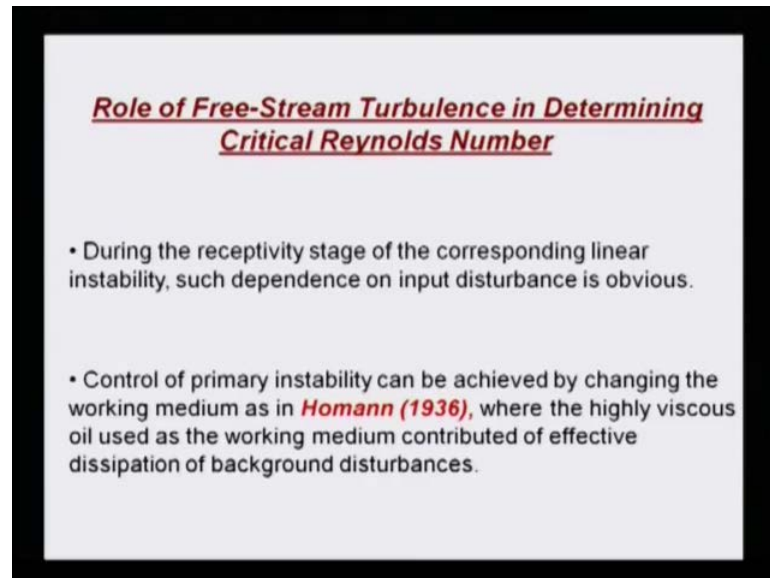 Role of Free-Stream Turbulence in Determining
Critical Reynolds Number
• During the receptivity stage of the corresponding linear
instability, such dependence on input disturbance is obvious.
• Control of primary instability can be achieved by changing the
working medium as in Homann (1936), where the highly viscous
oil used as the working medium contributed of effective
dissipation of background disturbances.